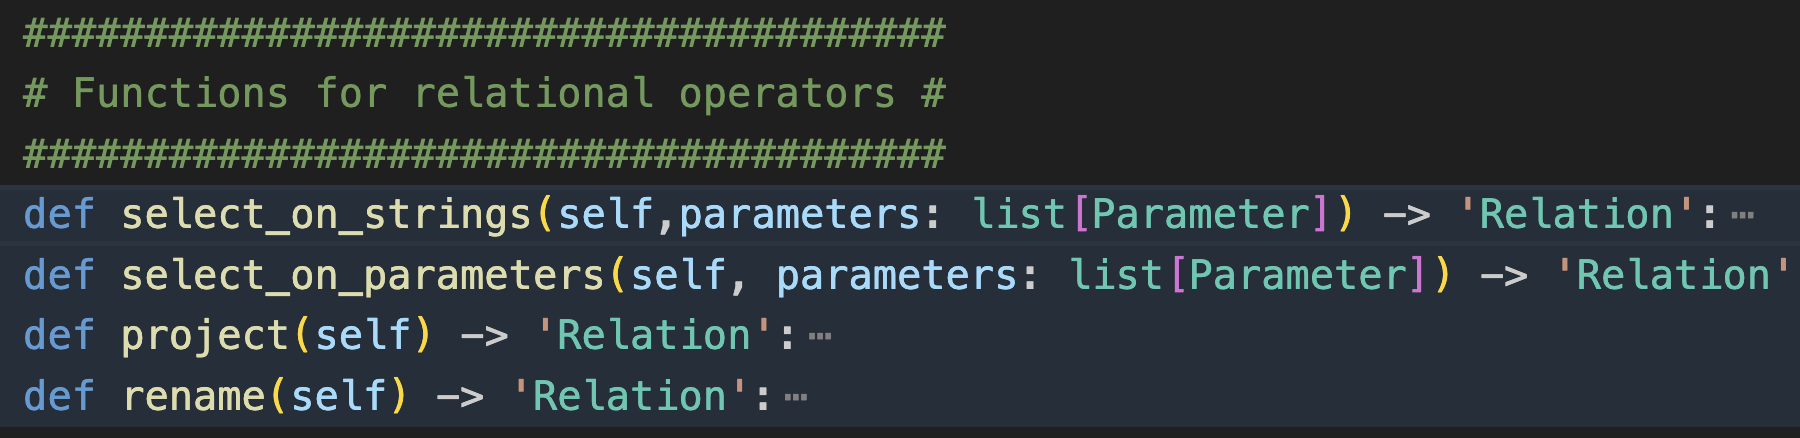 ######################################
# Functions for relational operators #
######################################
def select_on_strings(self,parameters: list[Parameter]) -> 'Relation':⋯
def select_on_parameters(self, parameters: list[Parameter]) -> 'Relation'
def project(self) -> 'Relation':⋯
def rename(self) -> 'Relation':⋯